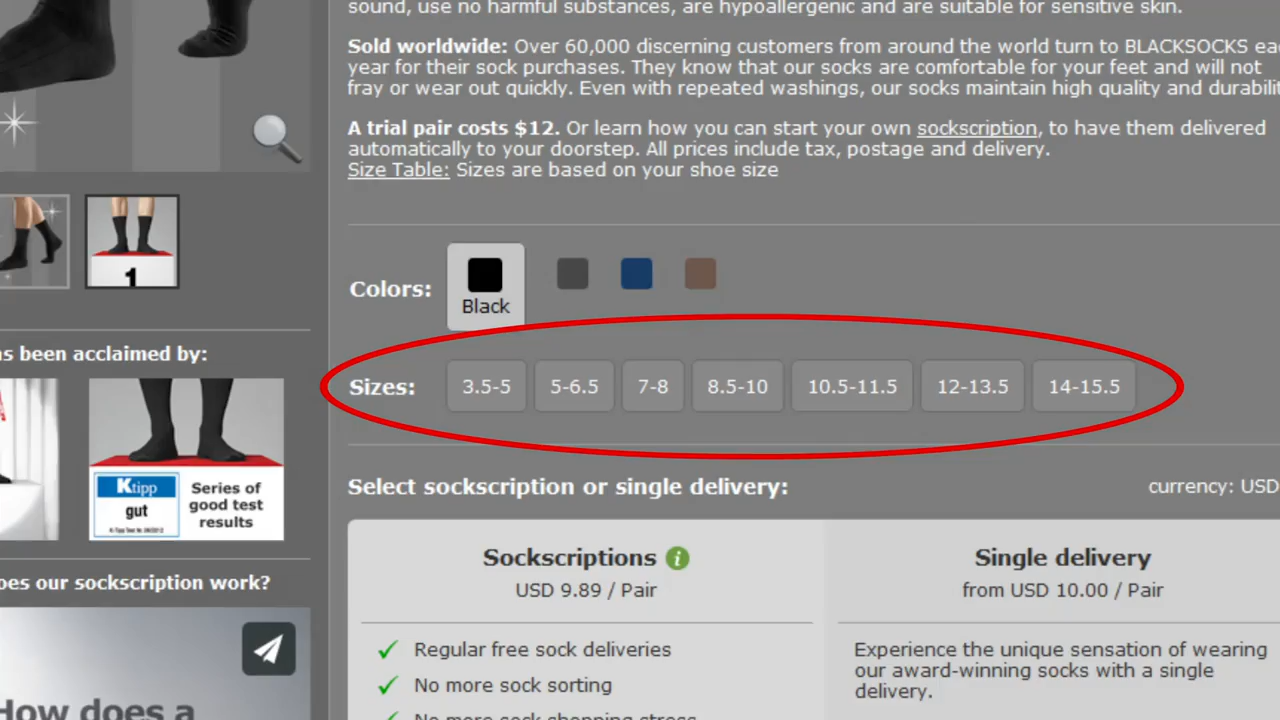 sound, use no harmful substances, are hypoallergenic and are suitable for sensitive skin.
Sold worldwide: Over 60,000 discerning customers from around the world turn to BLACKSOCKS
year for their sock purchases. They know that our socks are comfortable for your feet and will not
fray or wear out quickly. Even with repeated washings, our socks maintain high quality and
A trial pair costs $12. Or learn how you can start your own sockscription, to have them delivered
automatically to your doorstep. All prices include tax, postage and delivery.
Size Table: Sizes are based on your shoe size
1
Colors:
Black
as been acclaimed by:
Sizes: 3.5-5 5-6.5 7-8 8.5-10 10.5-11.5 12-13.5 14-15.5
Ktipp
gut
Series of
good test
results
Select sockscription or single delivery:
currency: USD
oes our sockscription work?
How does a
Sockscriptions i
USD 9.89 / Pair
Regular free sock deliveries
No more sock sorting
No more sock shopping stress
Single delivery
from USD 10.00 / Pair
Experience the unique sensation of wearing
our award-winning socks with a single
delivery.